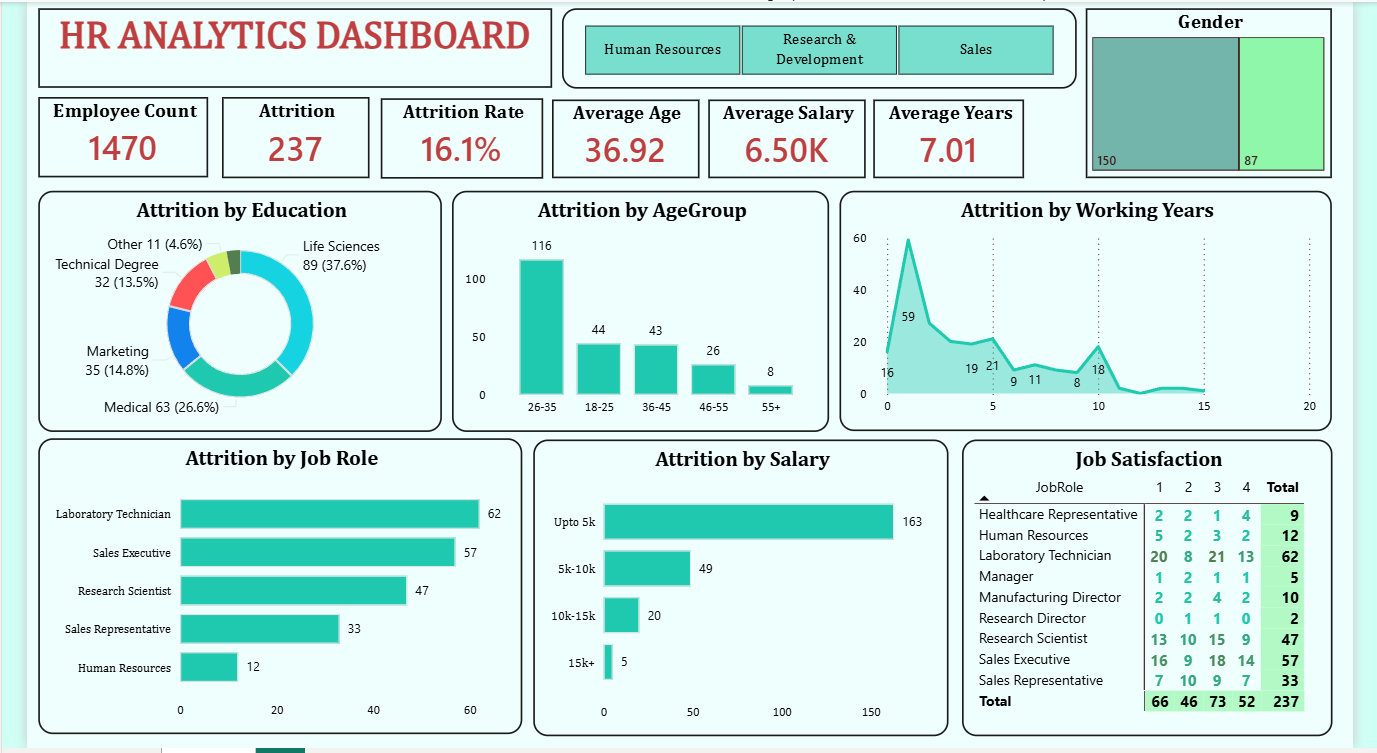 HR ANALYTICS DASHBOARD
Human Resources
Research &
Development
Sales
Gender
150
87
Employee Count
1470
Attrition
237
Attrition Rate
16.1%
Average Age
36.92
Average Salary
6.50K
Average Years
7.01
Attrition by Education
Other 11 (4.6%)
Technical Degree
32 (13.5%)
Marketing
35 (14.8%)
Medical 63 (26.6%)
Life Sciences
89 (37.6%)
Attrition by AgeGroup
100
50
0
116
44
43
26
8
26-35
18-25
36-45
46-55
55+
Attrition by Working Years
60
40
20
0
16
59
19
21
9
11
8
18
0
5
10
15
20
Attrition by Job Role
Laboratory Technician
62
Sales Executive
57
Research Scientist
47
Sales Representative
33
Human Resources
12
0
20
40
60
Attrition by Salary
Upto 5k
163
5k-10k
49
10k-15k
20
15k+
5
0
50
100
150
Job Satisfaction
JobRole 1 2 3 4 Total
Healthcare Representative 2 2 1 4 9
Human Resources 5 2 3 2 12
Laboratory Technician 20 8 21 13 62
Manager 1 2 1 1 5
Manufacturing Director 2 2 4 2 10
Research Director 0 1 1 0 2
Research Scientist 13 10 15 9 47
Sales Executive 16 9 18 14 57
Sales Representative 7 10 9 7 33
Total 66 46 73 52 237